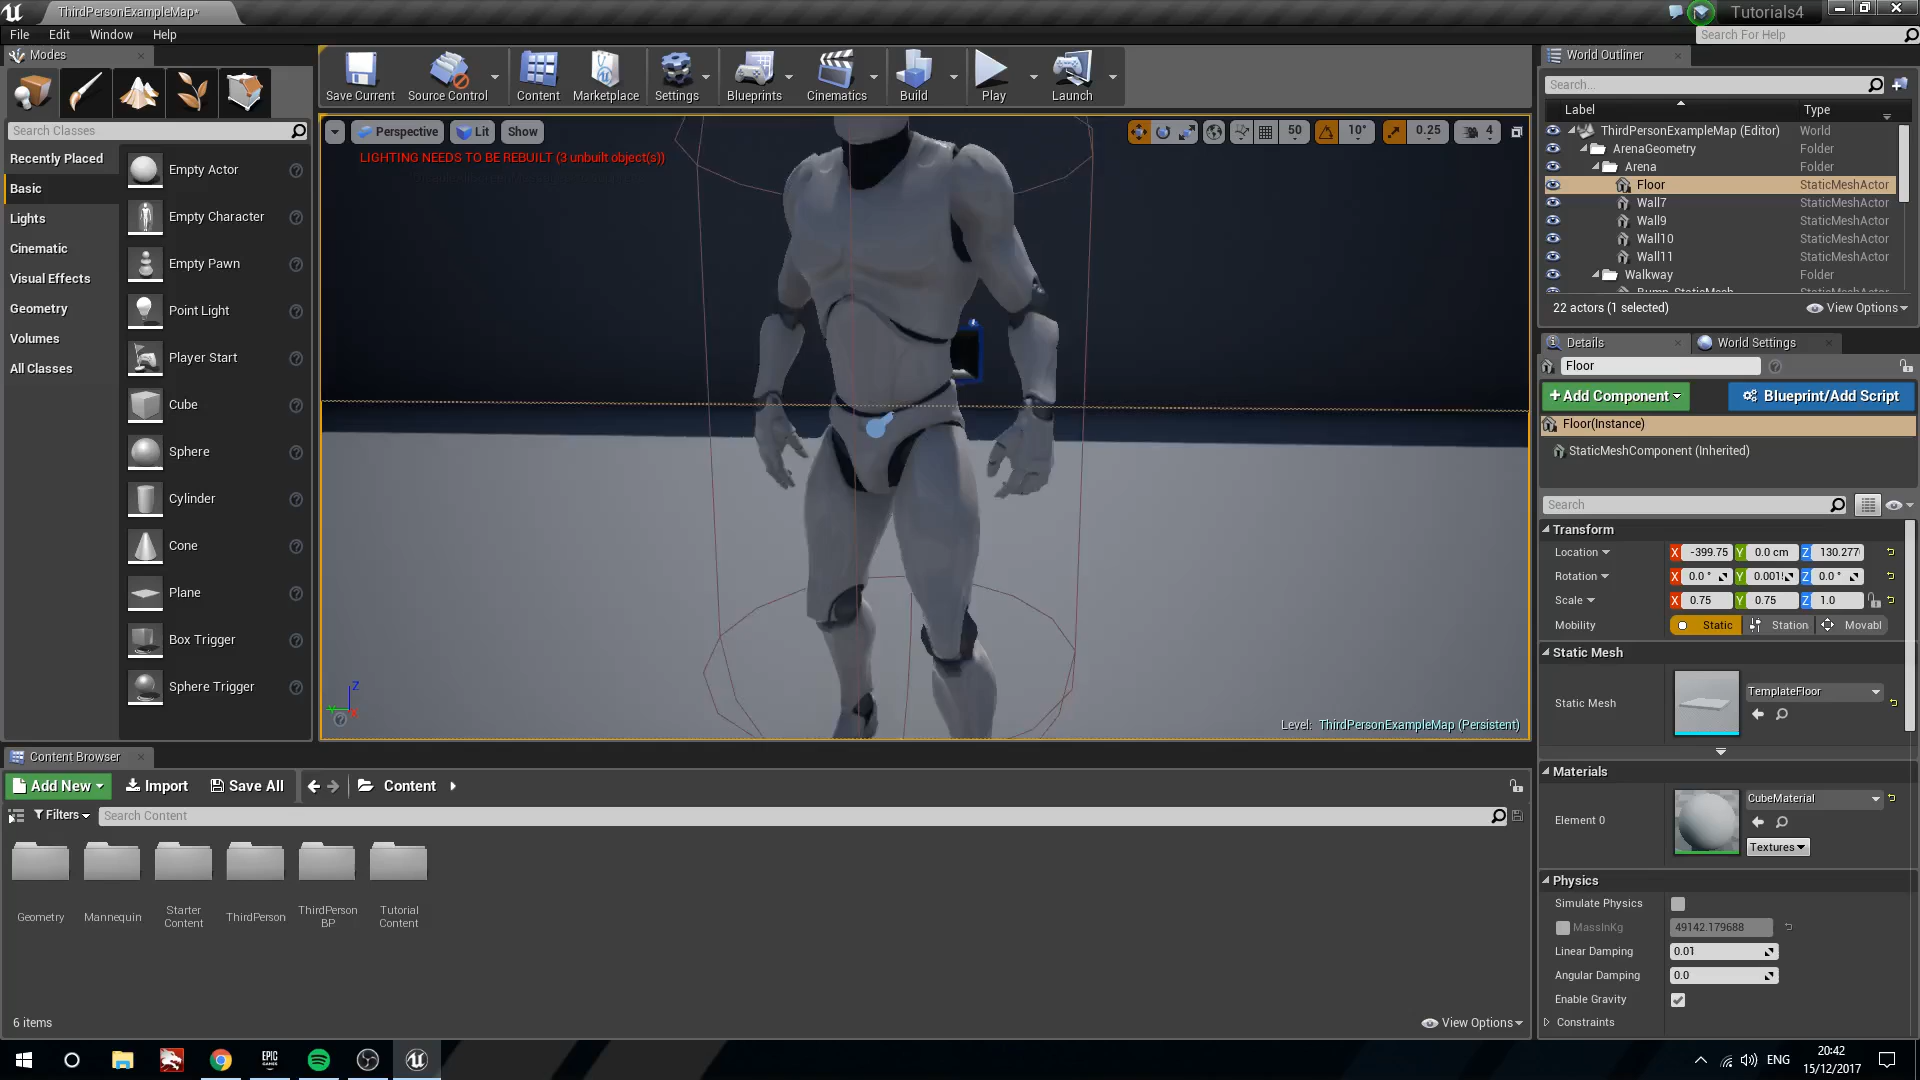 ThirdPersonExampleMap*
Tutorials4
File Edit Window Help
Search For Help
Modes
Save Current Source Control Content Marketplace Settings Blueprints Cinematics Build Play Launch
World Outliner
Search...
Label Type
Search Classes
Recently Placed
Basic
Lights
Cinematic
Visual Effects
Geometry
Volumes
All Classes
Empty Actor
Empty Character
Empty Pawn
Point Light
Player Start
Cube
Sphere
Cylinder
Cone
Plane
Box Trigger
Sphere Trigger
Perspective Lit Show
50 10° 0.25 4
LIGHTING NEEDS TO BE REBUILT (3 unbuilt object(s))
Z
Y
X
Level: ThirdPersonExampleMap (Persistent)
ThirdPersonExampleMap (Editor) World
ArenaGeometry Folder
Arena Folder
Floor StaticMeshActor
Wall7 StaticMeshActor
Wall9 StaticMeshActor
Wall10 StaticMeshActor
Wall11 StaticMeshActor
Walkway Folder
22 actors (1 selected) View Options
Details World Settings
Floor
+Add Component Blueprint/Add Script
Floor(Instance)
StaticMeshComponent (Inherited)
Search
Transform
Location X -399.75 Y 0.0 cm Z 130.277
Rotation X 0.0 ° Y 0.001 Z 0.0 °
Scale X 0.75 Y 0.75 Z 1.0
Mobility Static Station Movabl
Static Mesh
Static Mesh TemplateFloor
Materials
Element 0 CubeMaterial
Textures
Physics
Simulate Physics
MassInKg 49142.179688
Linear Damping 0.01
Angular Damping 0.0
Enable Gravity
Constraints
Content Browser
Add New Import Save All Content
Filters Search Content
Geometry
Mannequin
Starter Content
ThirdPerson
ThirdPerson BP
Tutorial Content
6 items View Options
EPIC GAMES
ENG
20:42
15/12/2017